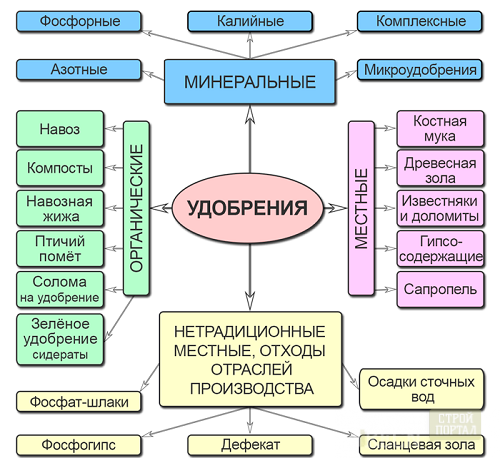 Фосфорные
Калийные
Комплексные
Азотные
МИНЕРАЛЬНЫЕ
Микроудобрения
Навоз
Компосты
Навозная
жижа
Птичий
помёт
Солома
на удобрение
Зелёное
удобрение
сидераты
ОРГАНИЧЕСКИЕ
УДОБРЕНИЯ
МЕСТНЫЕ
Костная
мука
Древесная
зола
Известняки
и доломиты
Гипсо-
содержащие
Сапропель
НЕТРАДИЦИОННЫЕ
МЕСТНЫЕ, ОТХОДЫ
ОТРАСЛЕЙ
ПРОИЗВОДСТВА
Фосфат-шлаки
Осадки сточных
вод
Фосфогипс
Дефекат
Сланцевая зола
СТРОЙ
ПОРТАЛ